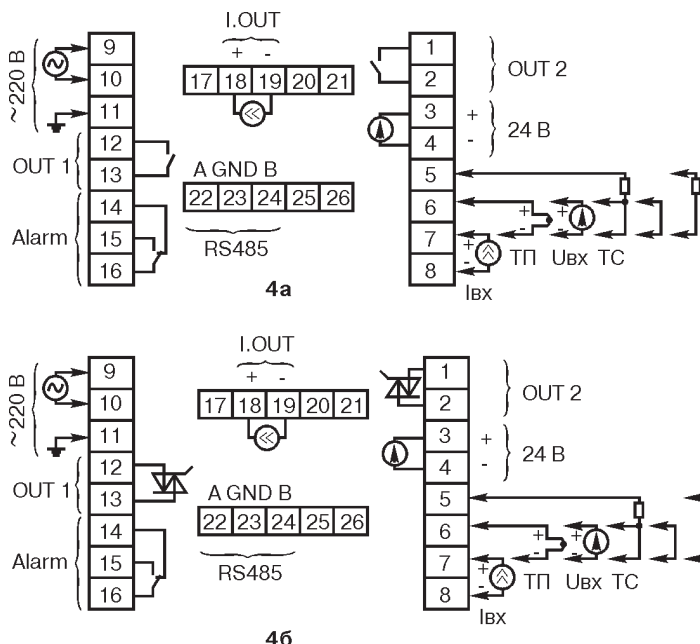 I.OUT
+ -
~220 В
9
10
11
12
13
14
15
16
OUT 1
Alarm
17 18 19 20 21
A GND B
22 23 24 25 26
RS485
1
2
3
4
5
6
7
8
OUT 2
+
-
24 В
+
-
+
-
+
-
ТП Uвх ТС
Iвх
4а
I.OUT
+ -
~220 В
9
10
11
12
13
14
15
16
OUT 1
Alarm
17 18 19 20 21
A GND B
22 23 24 25 26
RS485
1
2
3
4
5
6
7
8
OUT 2
+
-
24 В
+
-
+
-
+
-
ТП Uвх ТС
Iвх
4б